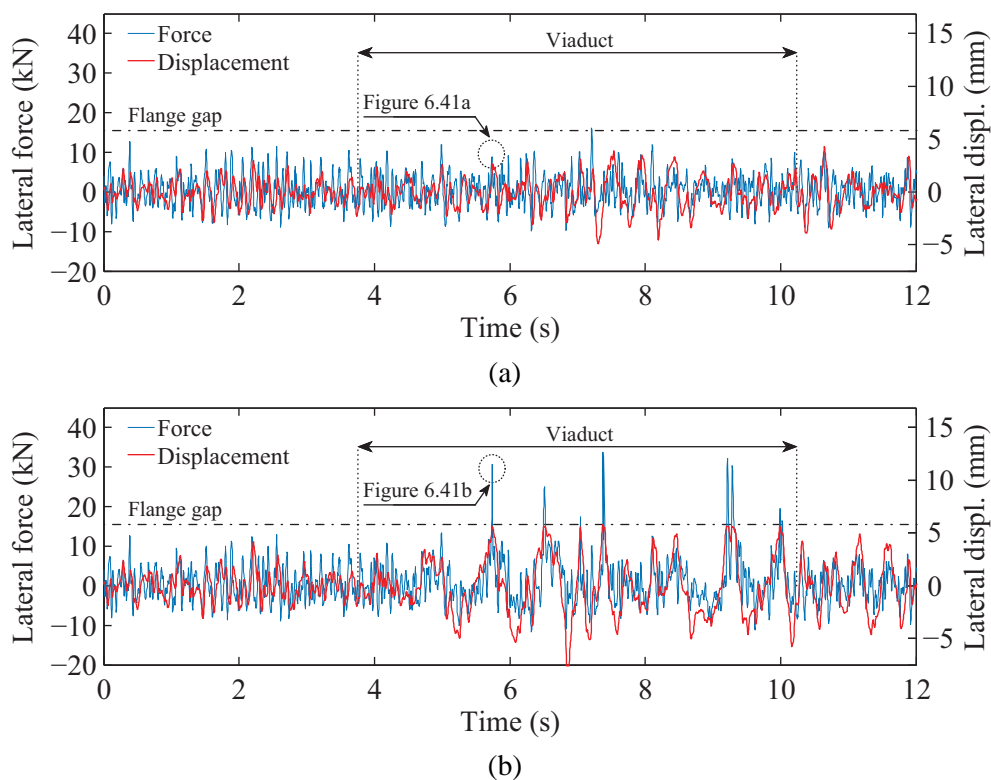 Force
Displacement
Viaduct
Figure 6.41a
Flange gap
Lateral force (kN)
40
30
20
10
0
−10
−20
Lateral displ. (mm)
15
10
5
0
−5
0 2 4 6 8 10 12
Time (s)
(a)
Force
Displacement
Viaduct
Figure 6.41b
Flange gap
Lateral force (kN)
40
30
20
10
0
−10
−20
Lateral displ. (mm)
15
10
5
0
−5
0 2 4 6 8 10 12
Time (s)
(b)